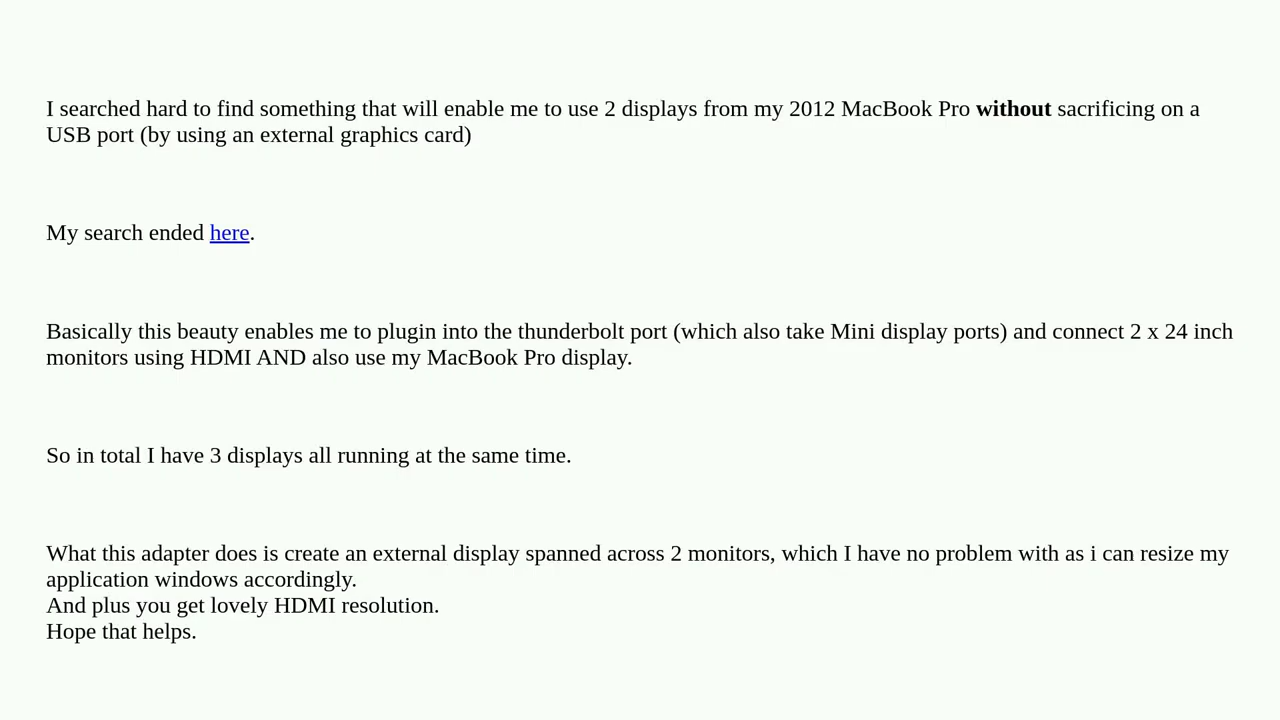 I searched hard to find something that will enable me to use 2 displays from my 2012 MacBook Pro without sacrificing on a
USB port (by using an external graphics card)
My search ended here.
Basically this beauty enables me to plugin into the thunderbolt port (which also take Mini display ports) and connect 2 x 24 inch
monitors using HDMI AND also use my MacBook Pro display.
So in total I have 3 displays all running at the same time.
What this adapter does is create an external display spanned across 2 monitors, which I have no problem with as i can resize my
application windows accordingly.
And plus you get lovely HDMI resolution.
Hope that helps.